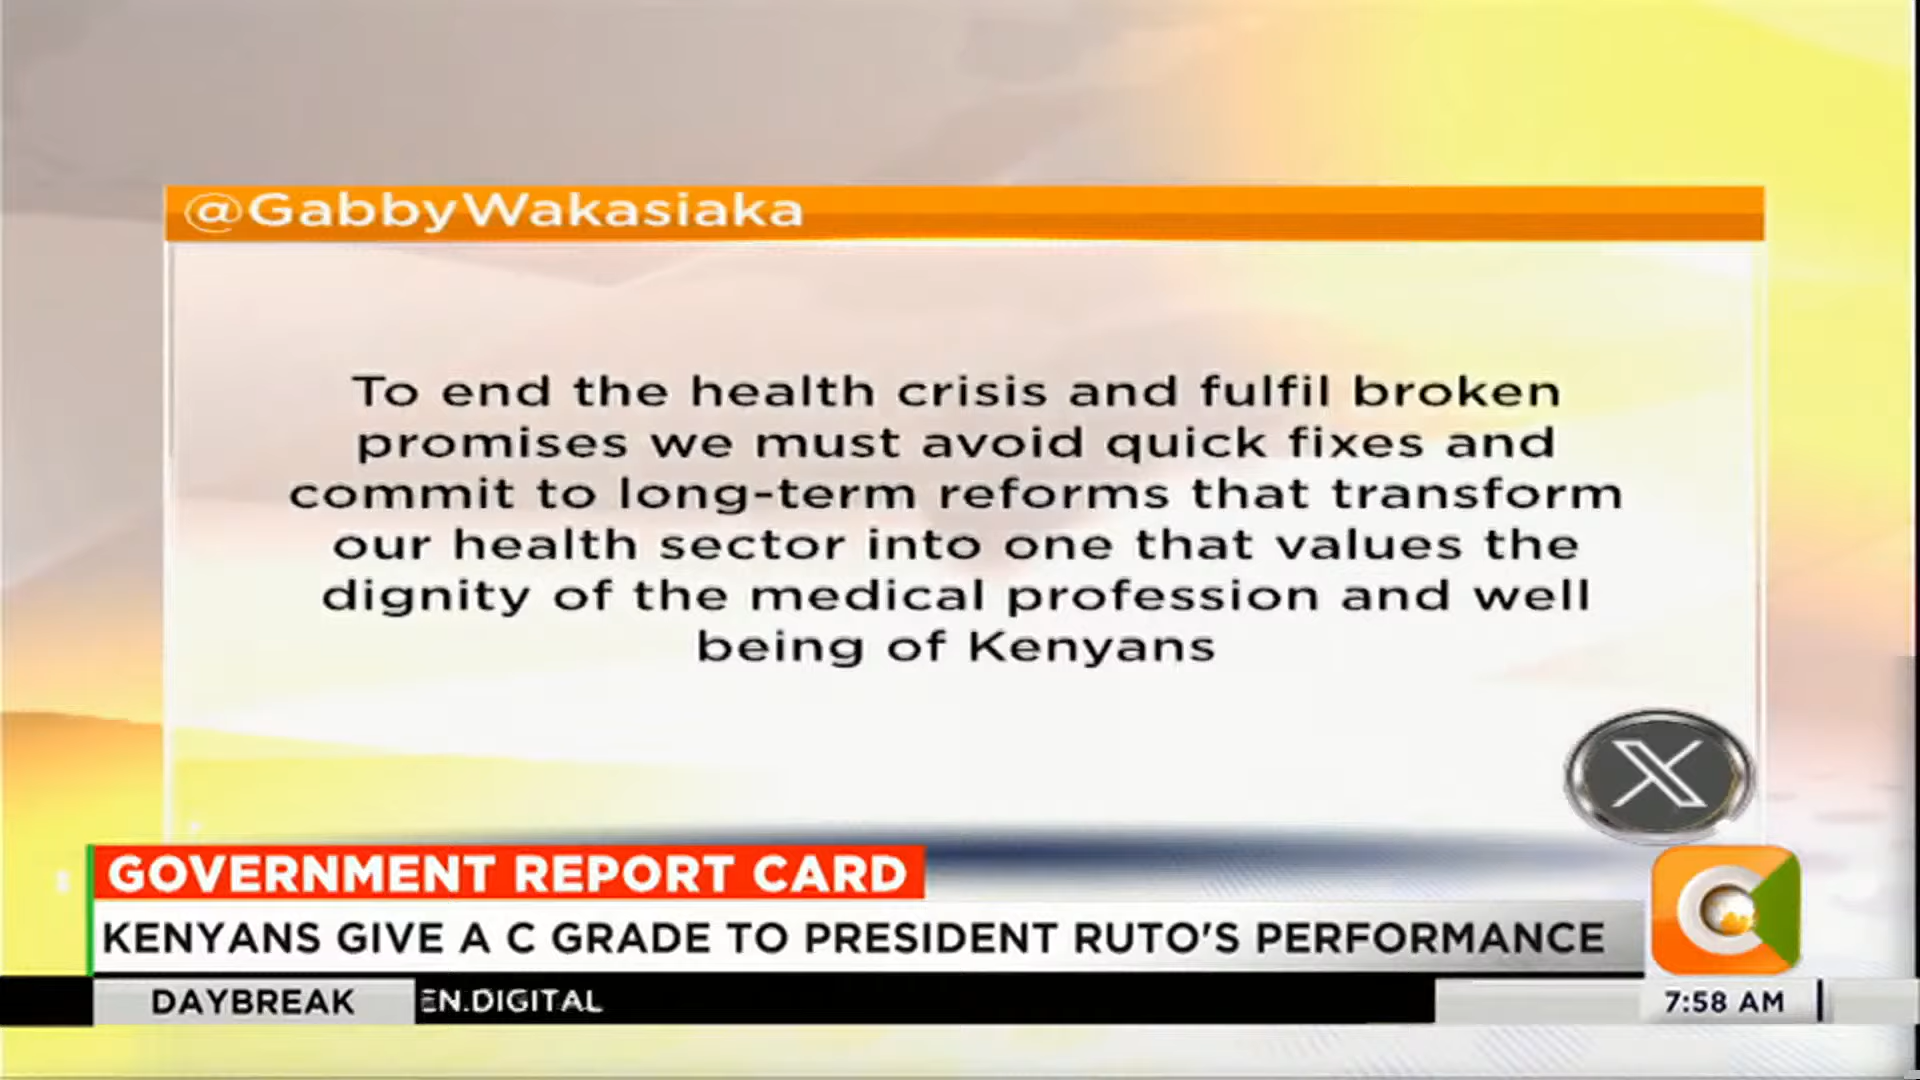 @GabbyWakasiaka
To end the health crisis and fulfil broken
promises we must avoid quick fixes and
commit to long-term reforms that transform
our health sector into one that values the
dignity of the medical profession and well
being of Kenyans
X
GOVERNMENT REPORT CARD
KENYANS GIVE A C GRADE TO PRESIDENT RUTO'S PERFORMANCE
DAYBREAK
EN.DIGITAL
7:58 AM